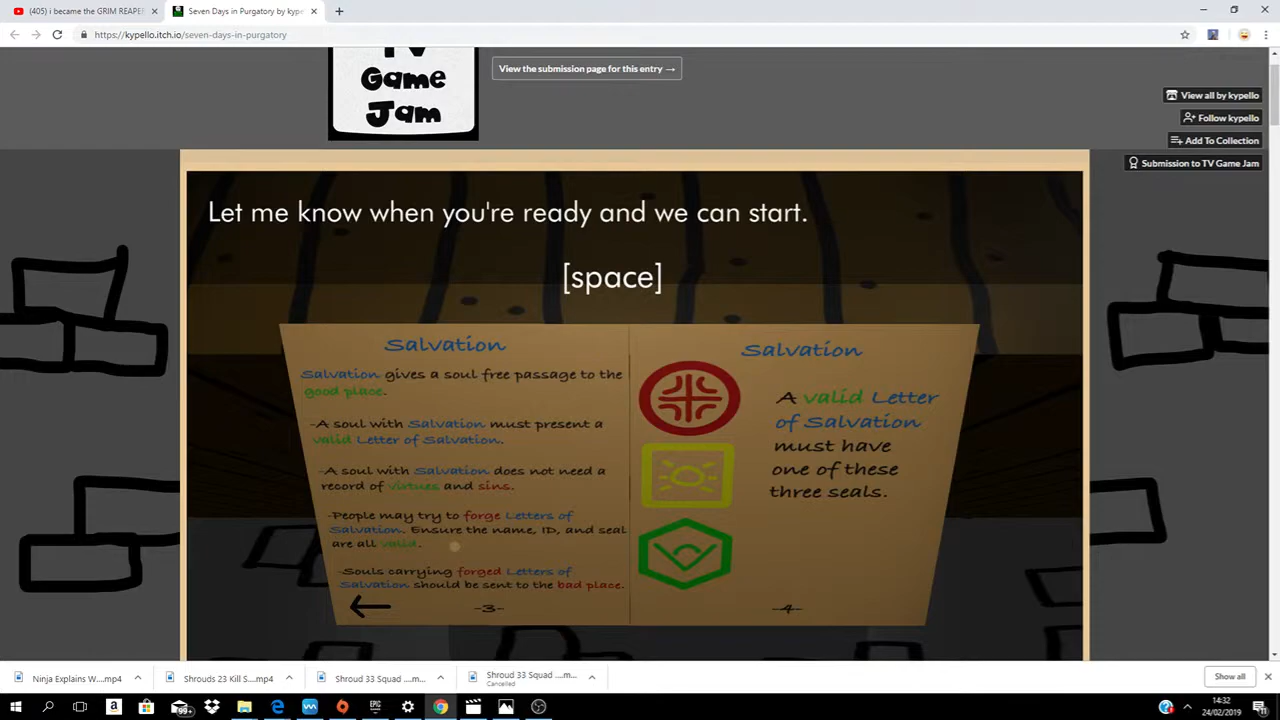 (405) i became the GRIM REAPER
Seven Days in Purgatory by kype
https://kypello.itch.io/seven-days-in-purgatory
Game
Jam
View the submission page for this entry →
View all by kypello
Follow kypello
Add To Collection
Submission to TV Game Jam
Let me know when you're ready and we can start.
[space]
Salvation
Salvation gives a soul free passage to the
good place.
-A soul with Salvation must present a
valid Letter of Salvation.
-A soul with Salvation does not need a
record of virtues and sins.
-People may try to forge Letters of
Salvation. Ensure the name, ID, and seal
are all valid.
-Souls carrying forged Letters of
Salvation should be sent to the bad place.
-3-
Salvation
A valid Letter
of Salvation
must have
one of these
three seals.
-4-
Ninja Explains W....mp4
Shrouds 23 Kill S....mp4
Shroud 33 Squad ....mp4
Shroud 33 Squad ....m...
Cancelled
Show all
99+
EPIC
14:32
24/02/2019